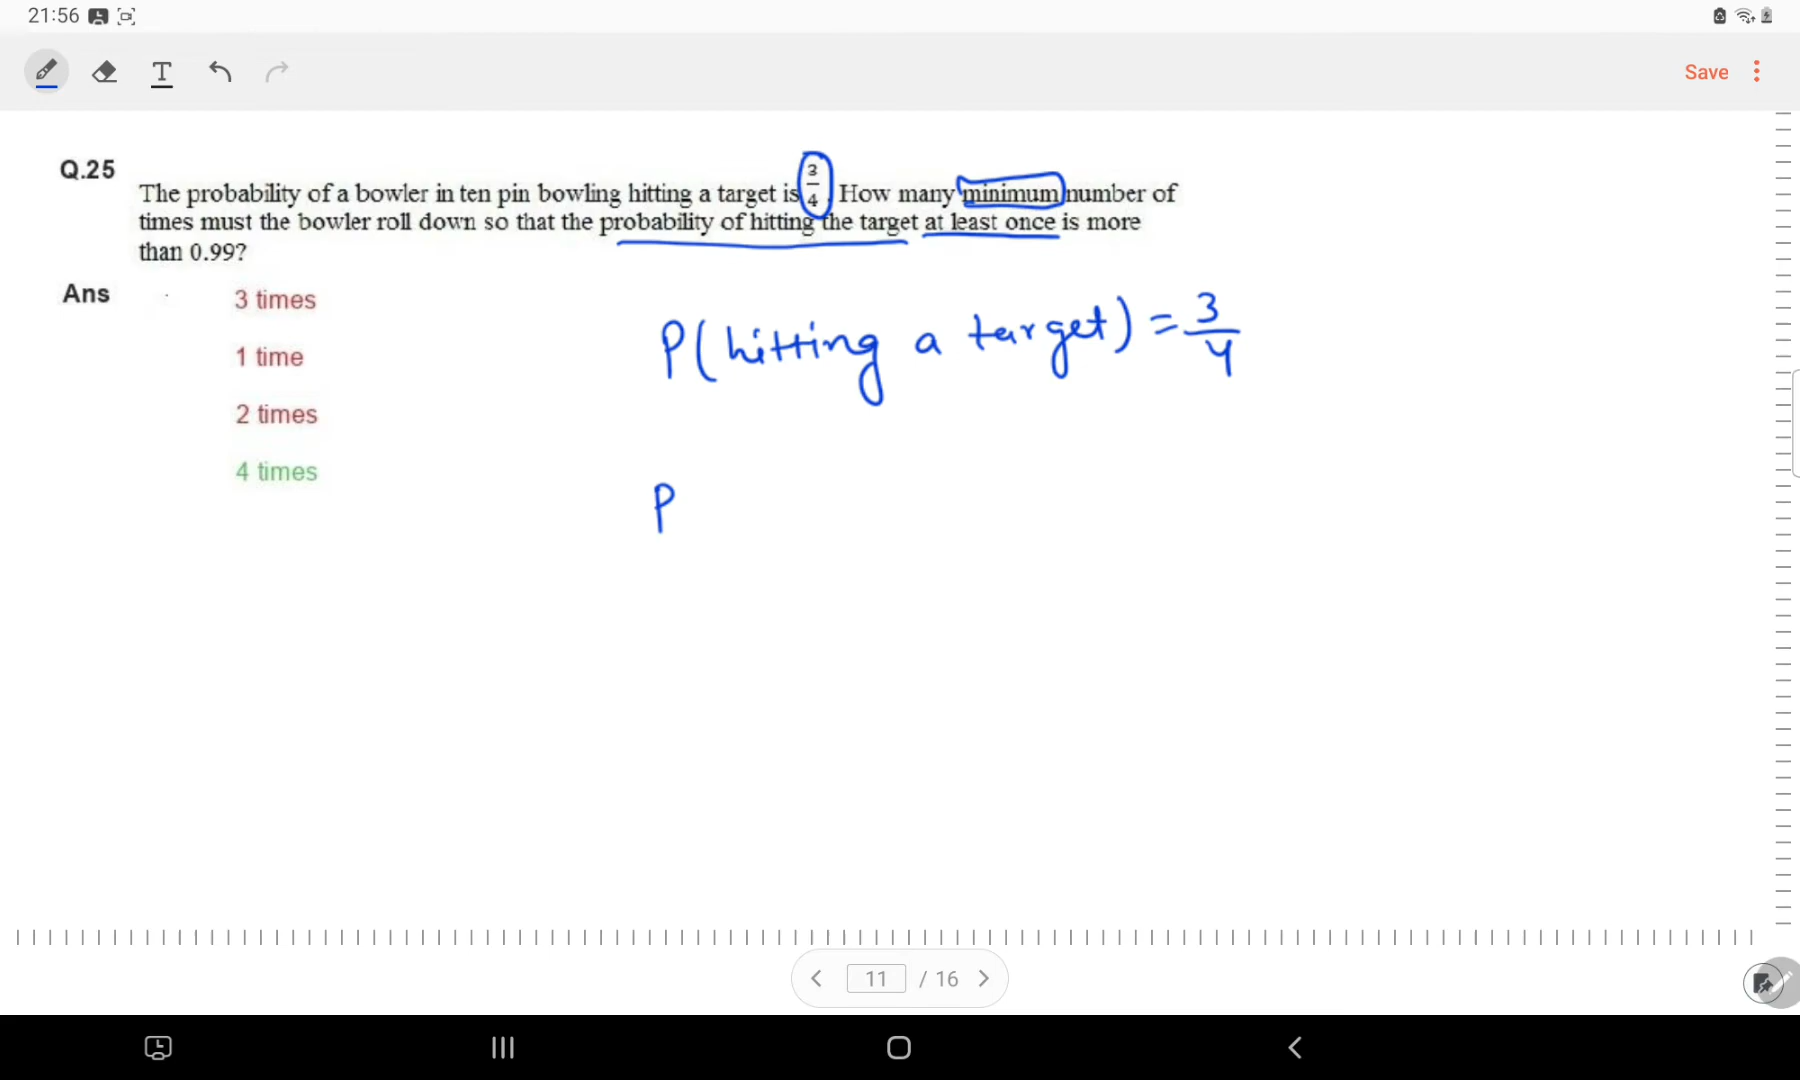 21:56
T
Save
Q.25
The probability of a bowler in ten pin bowling hitting a target is 3/4. How many minimum number of
times must the bowler roll down so that the probability of hitting the target at least once is more
than 0.99?
Ans
3 times
1 time
2 times
4 times
P(hitting a target) = 3/4
P
11 / 16